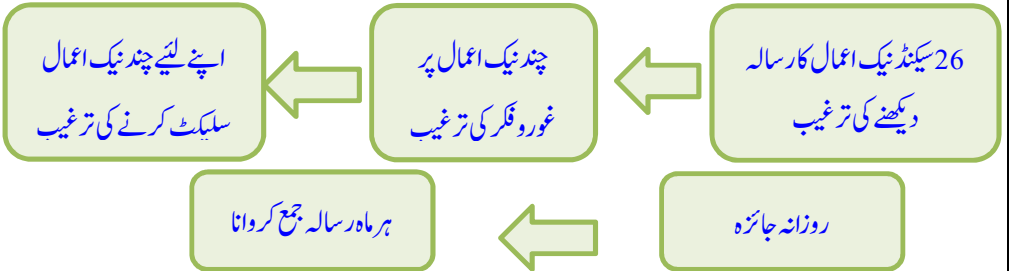 26 سیکنڈ نیک اعمال کا رسالہ
دیکھنے کی ترغیب
چند نیک اعمال پر
غور و فکر کی ترغیب
اپنے لئیے چند نیک اعمال
سلیکٹ کرنے کی ترغیب
روزانہ جائزہ
ہر ماہ رسالہ جمع کروانا